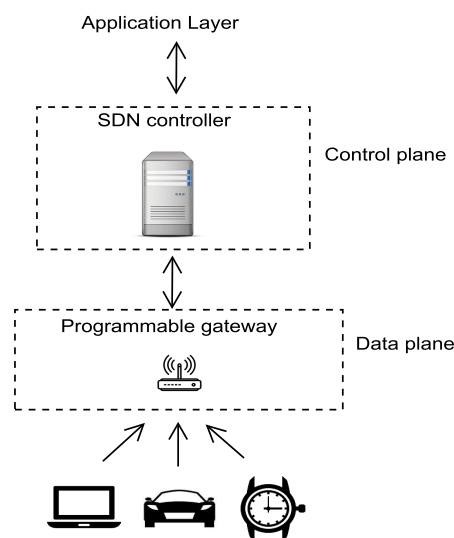 Application Layer
SDN controller
Control plane
Programmable gateway
Data plane